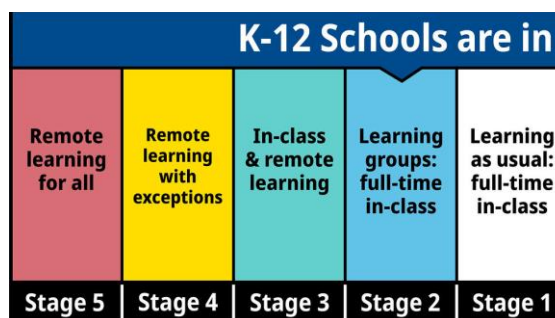 K-12 Schools are in
Remote
learning
for all
Remote
learning
with
exceptions
In-class
& remote
learning
Learning
groups:
full-time
in-class
Learning
as usual:
full-time
in-class
Stage 5
Stage 4
Stage 3
Stage 2
Stage 1